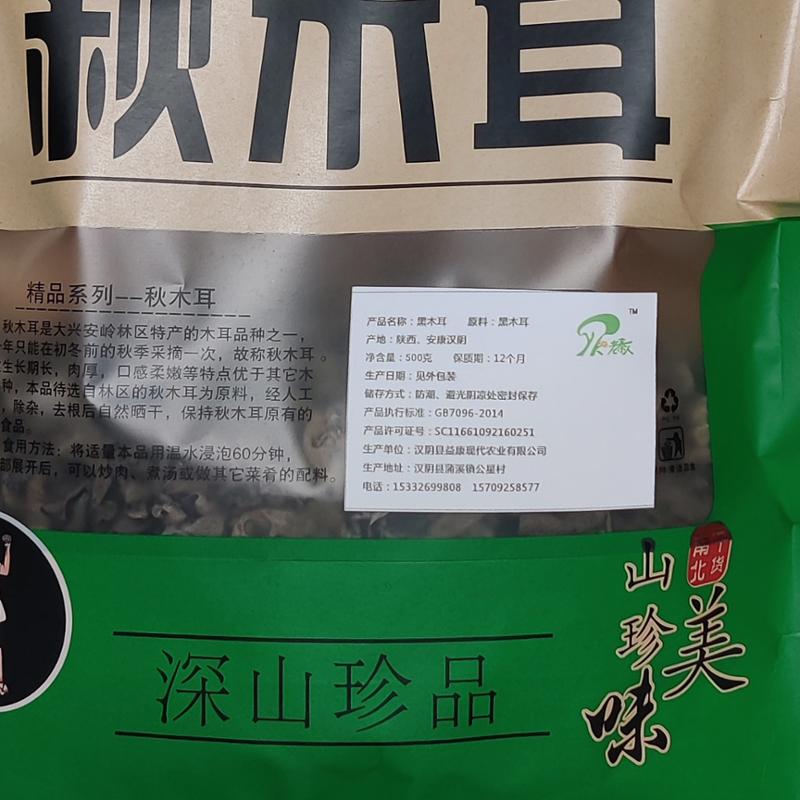 秋木耳
精品系列--秋木耳
秋木耳是大兴安岭林区特产的木耳品种之一，
年只能在初冬前的秋季采摘一次，故称秋木耳。
生长期长，肉厚，口感柔嫩等特点优于其它木
种，本品待选自林区的秋木耳为原料，经人工
，除杂，去根后自然晒干，保持秋木耳原有的
食品。
食用方法：将适量本品用温水浸泡60分钟，
部展开后，可以炒肉、煮汤或做其它菜肴的配料。
产品名称：黑木耳 原料：黑木耳
产地：陕西、安康汉阴
净含量：500克 保质期：12个月
生产日期：见外包装
储存方式：防潮、避光阴凉处密封保存
产品执行标准：GB7096-2014
产品许可证号：SC11661092160251
生产单位：汉阴县益康现代农业有限公司
生产地址：汉阴县蒲溪镇公星村
电话：15332699808 15709258577
TM
南北干货
山珍美味
深山珍品